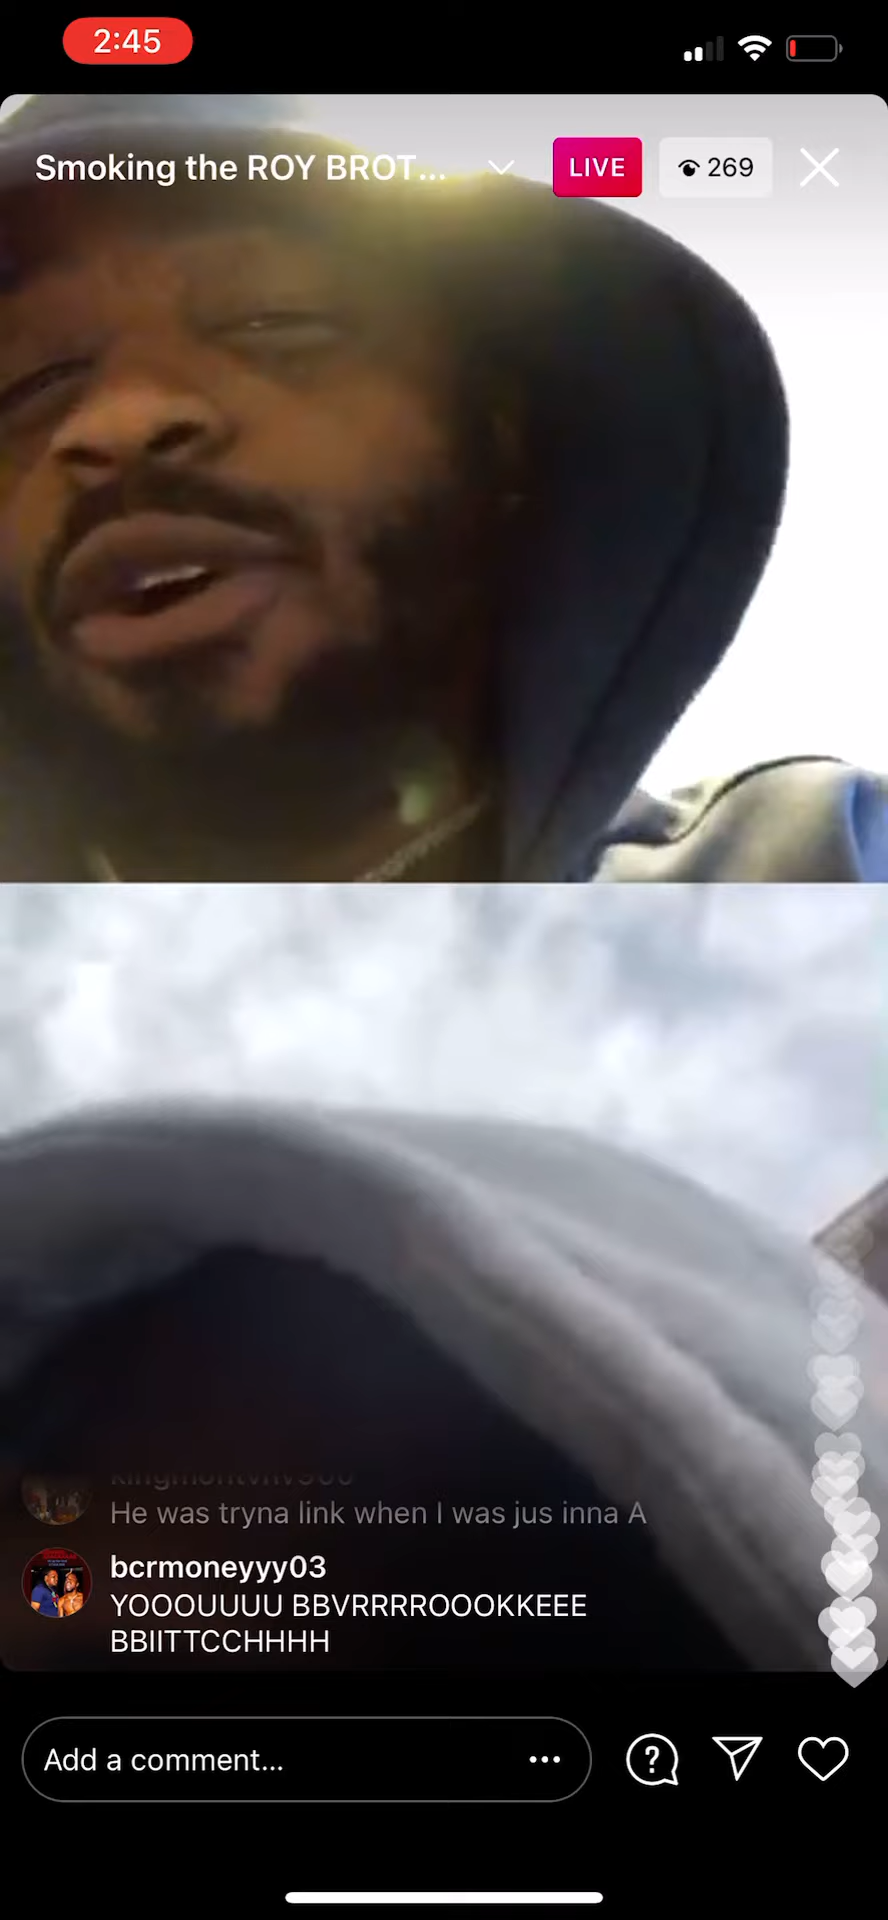 2:45
Smoking the ROY BROT...
LIVE
269
He was tryna link when I was jus inna A
bcrmoneyyy03
YOOOUUUU BBVRRRROOOKKEEE
BBIITTCCHHHH
Add a comment...